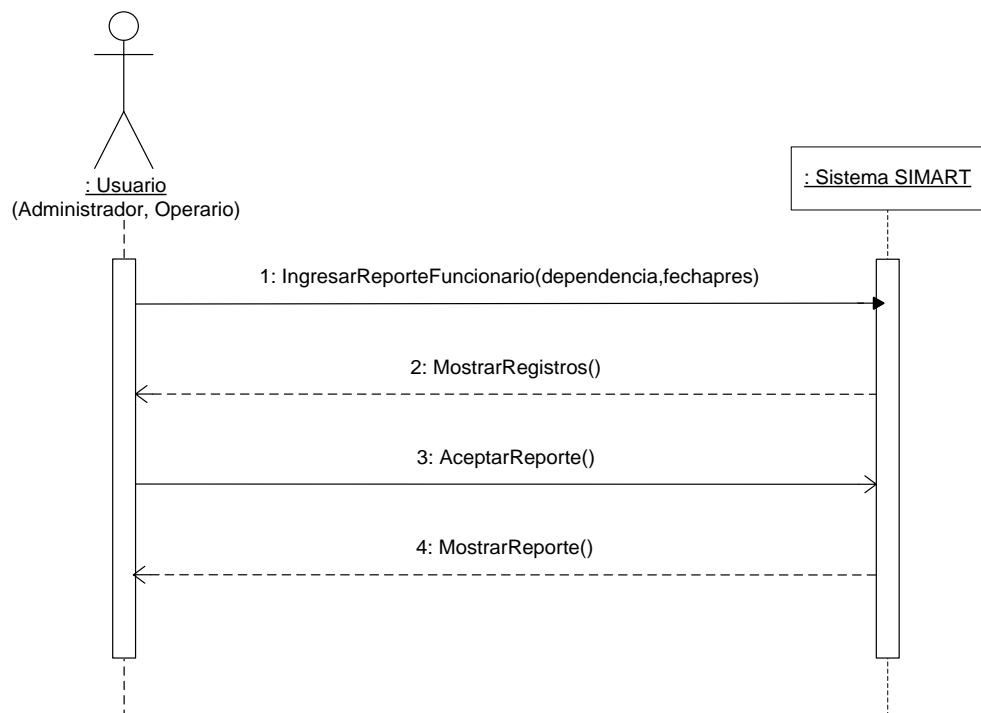 : Usuario
(Administrador, Operario)
: Sistema SIMART
1: IngresarReporteFuncionario(dependencia,fechapres)
2: MostrarRegistros()
3: AceptarReporte()
4: MostrarReporte()